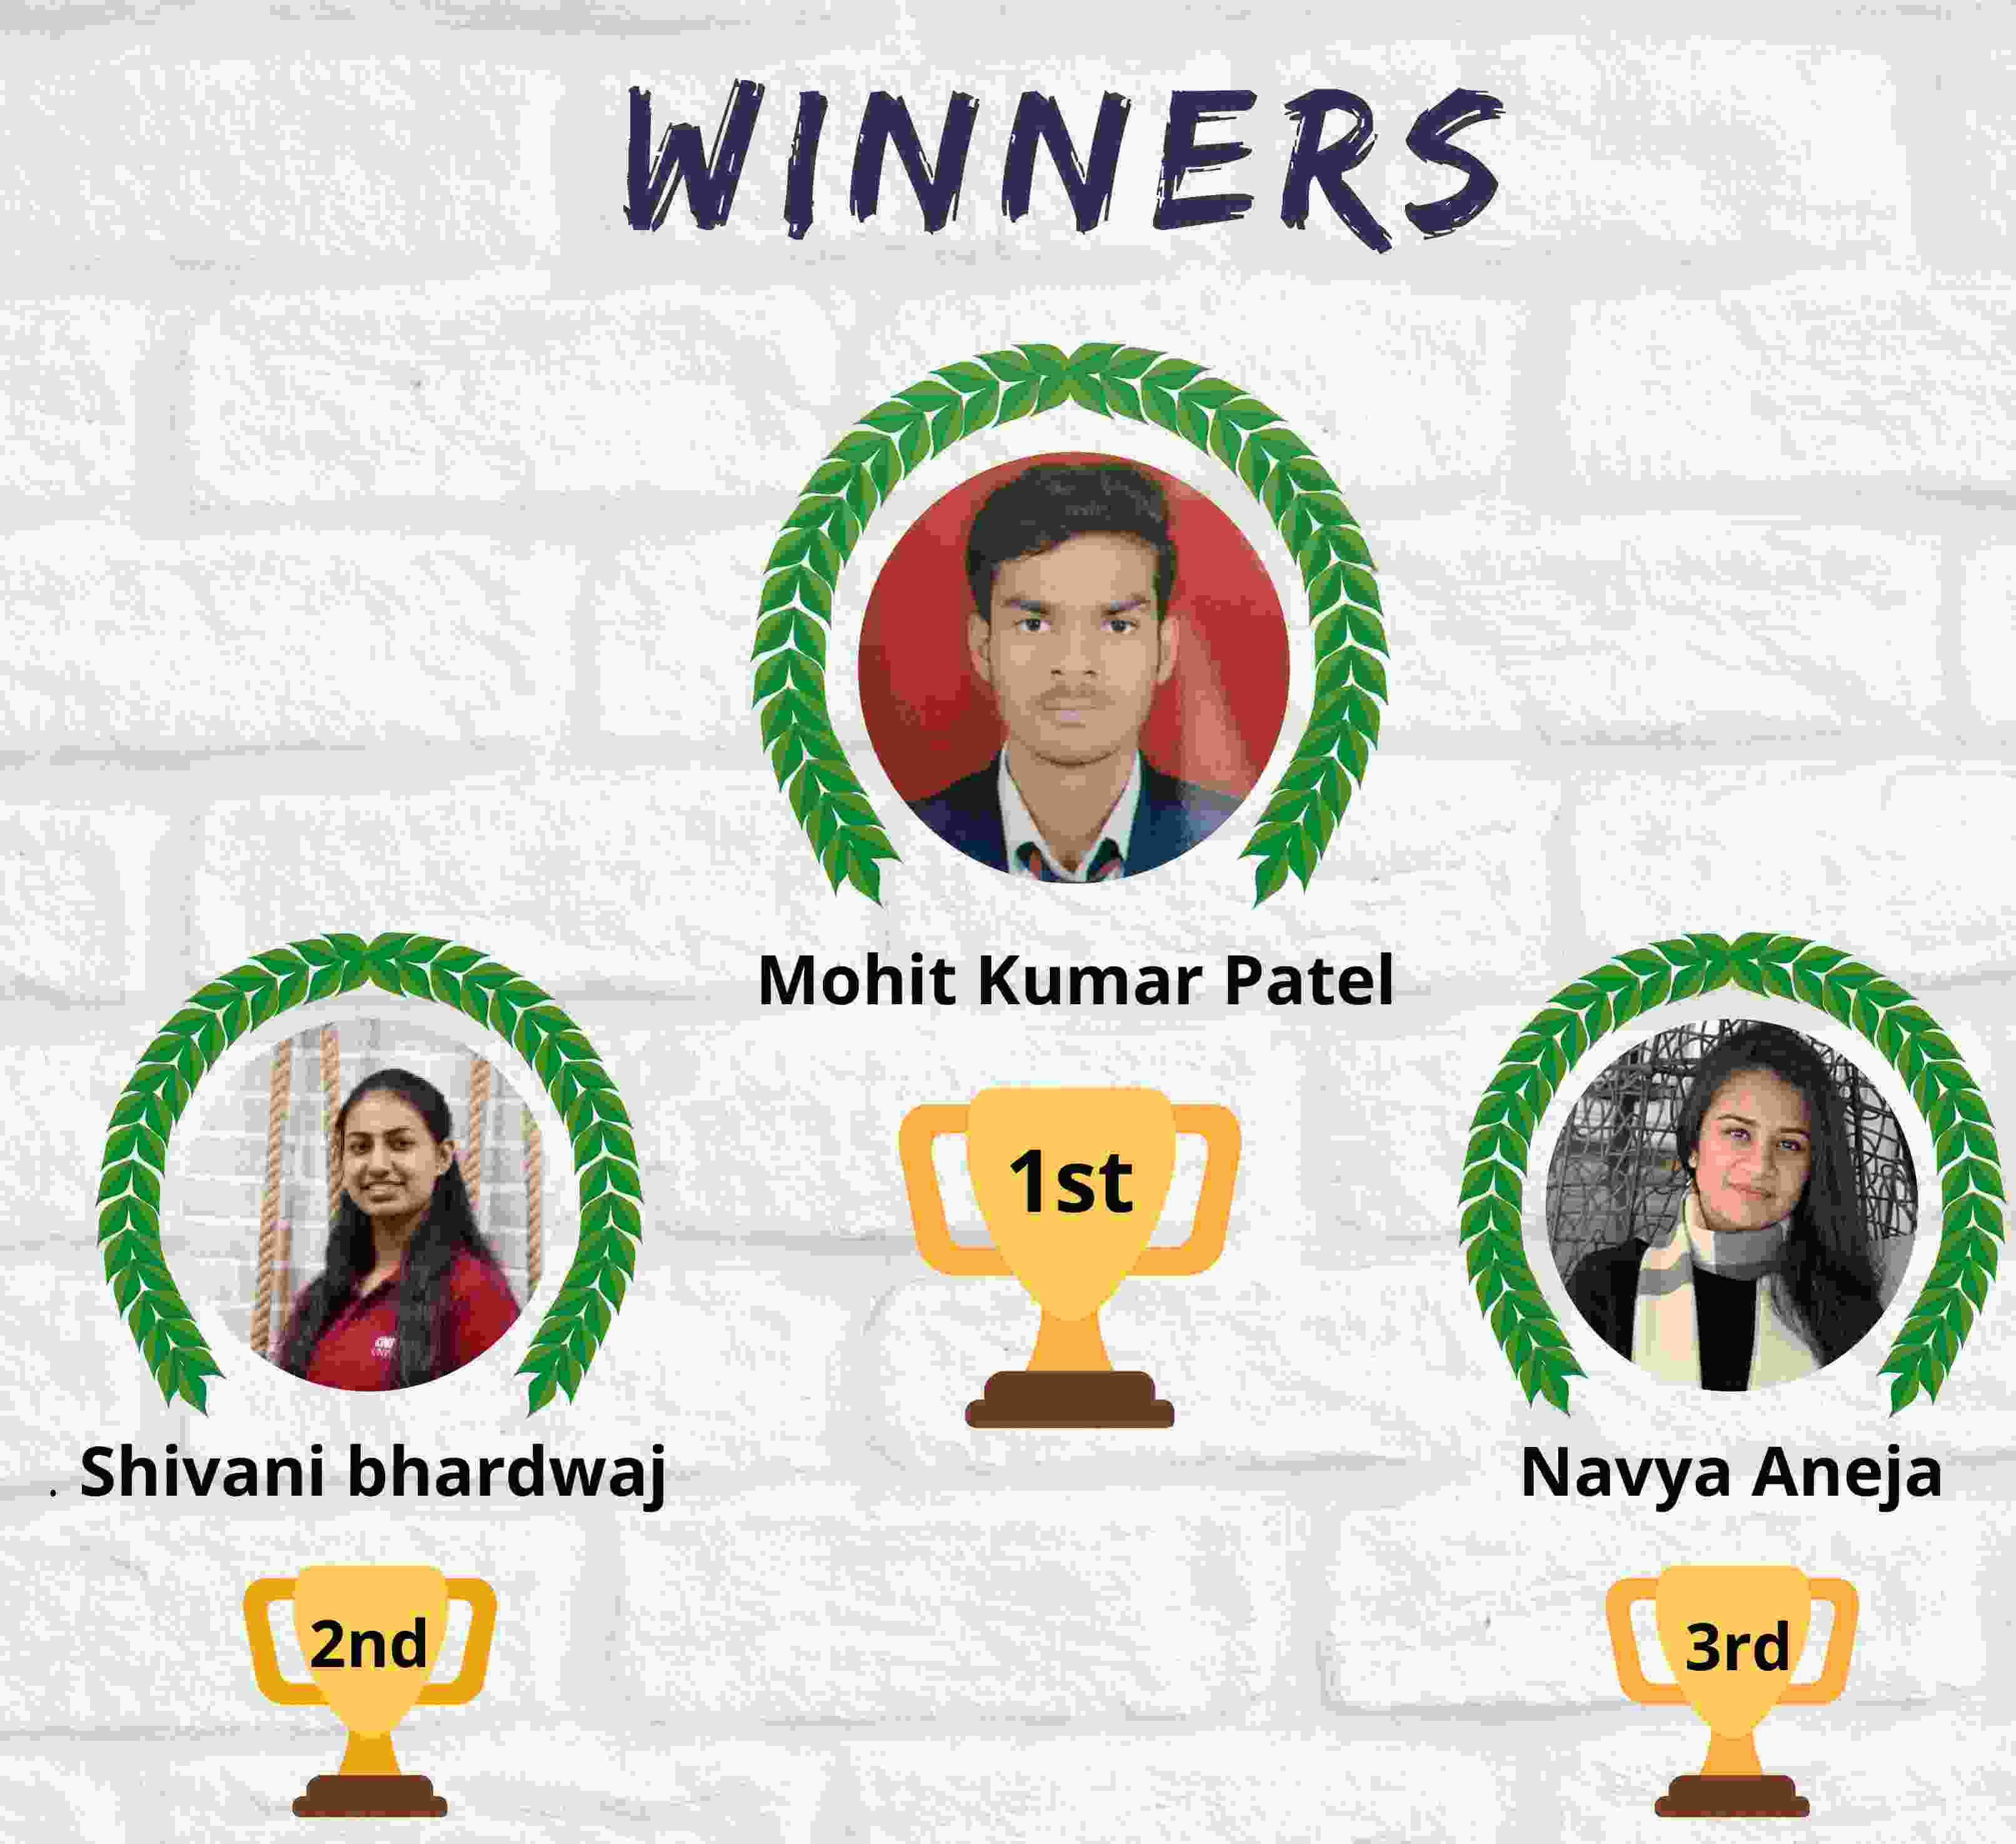 WINNERS
Mohit Kumar Patel
1st
. Shivani bhardwaj
Navya Aneja
2nd
3rd